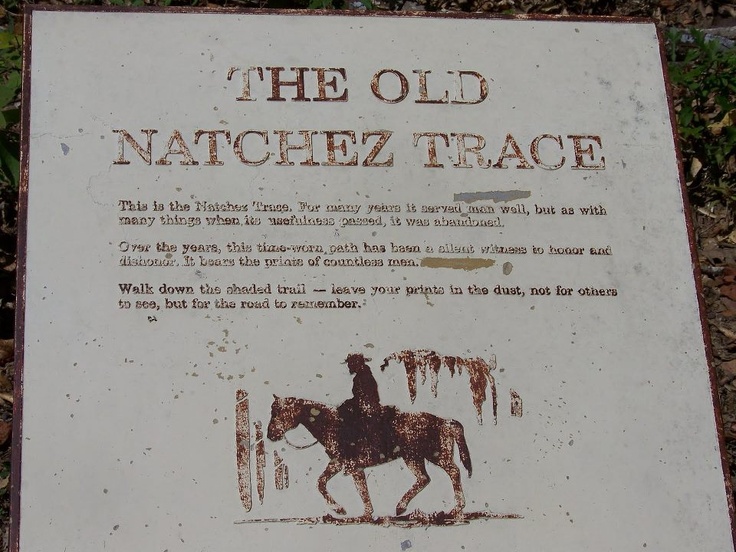 THE OLD
NATCHEZ TRACE
This is the Natchez Trace. For many years it served man well, but as with
many things when its usefulness passed, it was abandoned.
Over the years, this time-worn path has been a silent witness to honor and
dishonor. It bears the prints of countless men.
Walk down the shaded trail — leave your prints in the dust, not for others
to see, but for the road to remember.